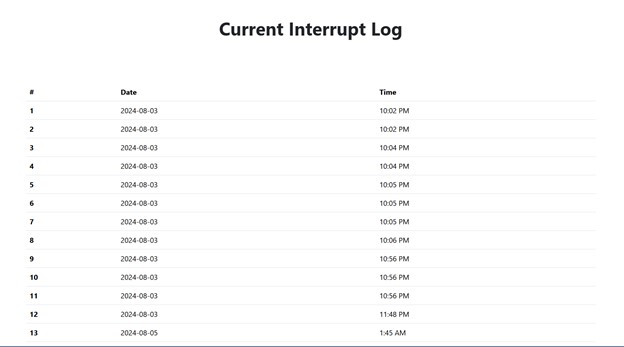 Current Interrupt Log
# Date Time
1 2024-08-03 10:02 PM
2 2024-08-03 10:02 PM
3 2024-08-03 10:04 PM
4 2024-08-03 10:04 PM
5 2024-08-03 10:05 PM
6 2024-08-03 10:05 PM
7 2024-08-03 10:05 PM
8 2024-08-03 10:06 PM
9 2024-08-03 10:56 PM
10 2024-08-03 10:56 PM
11 2024-08-03 10:56 PM
12 2024-08-03 11:48 PM
13 2024-08-05 1:45 AM